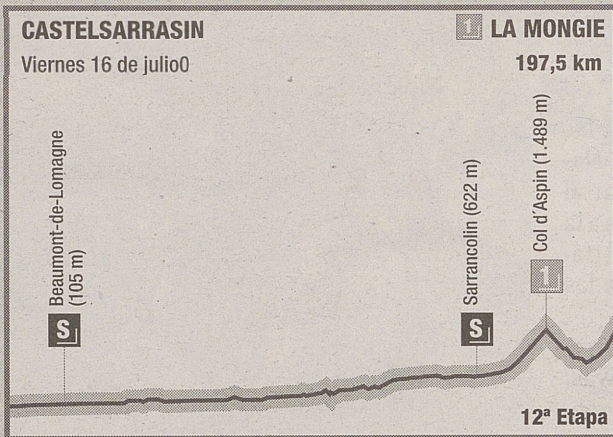 CASTELSARRASIN
1 LA MONGIE
Viernes 16 de julio0
197,5 km
Beaumont-de-Lomagne
(105 m)
S
Sarrancolin (622 m)
S
Col d´Aspin (1.489 m)
1
12ª Etapa